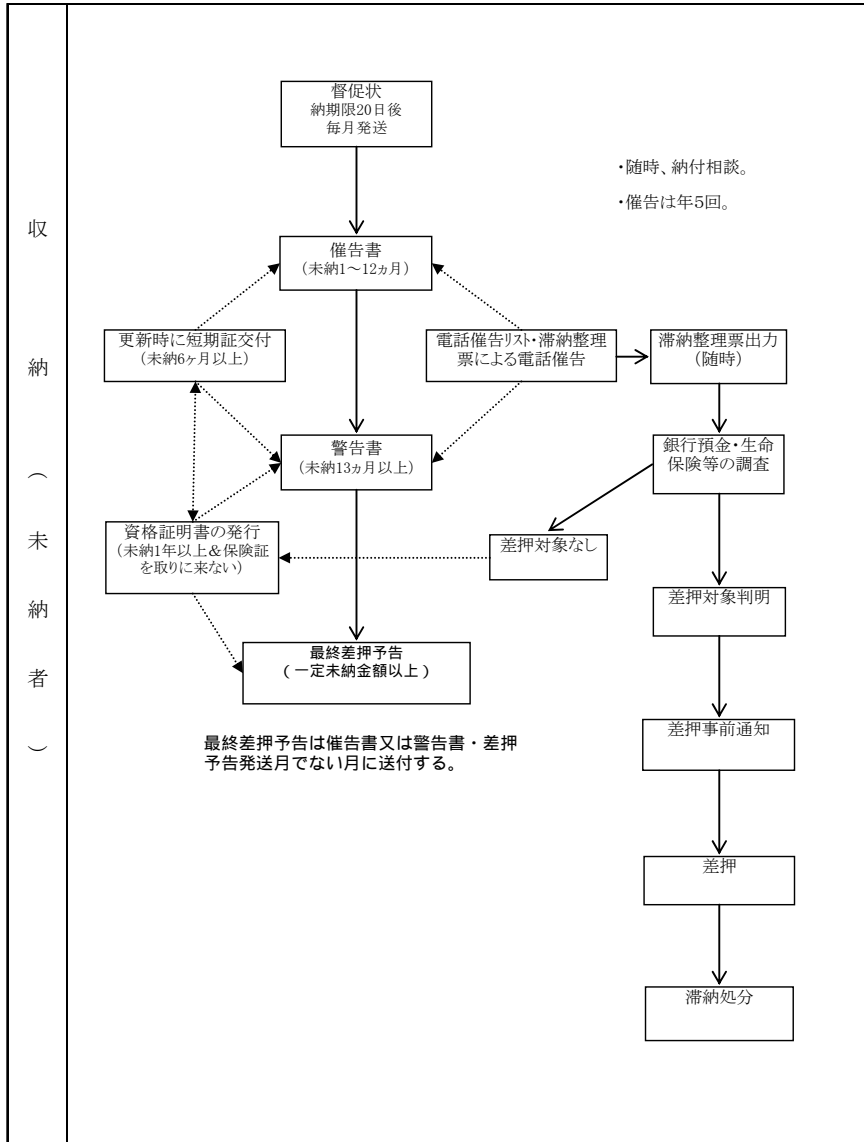 収納(未納者)
督促状
納期限20日後
毎月発送
・随時、納付相談。
・催告は年5回。
催告書
(未納1~12ヵ月)
更新時に短期証交付
(未納6ヶ月以上)
電話催告リスト・滞納整理
票による電話催告
滞納整理票出力
(随時)
警告書
(未納13ヵ月以上)
銀行預金・生命
保険等の調査
資格証明書の発行
(未納1年以上&保険証
を取りに来ない)
差押対象なし
差押対象判明
最終差押予告
(一定未納金額以上)
最終差押予告は催告書又は警告書・差押
予告発送月でない月に送付する。
差押事前通知
差押
滞納処分